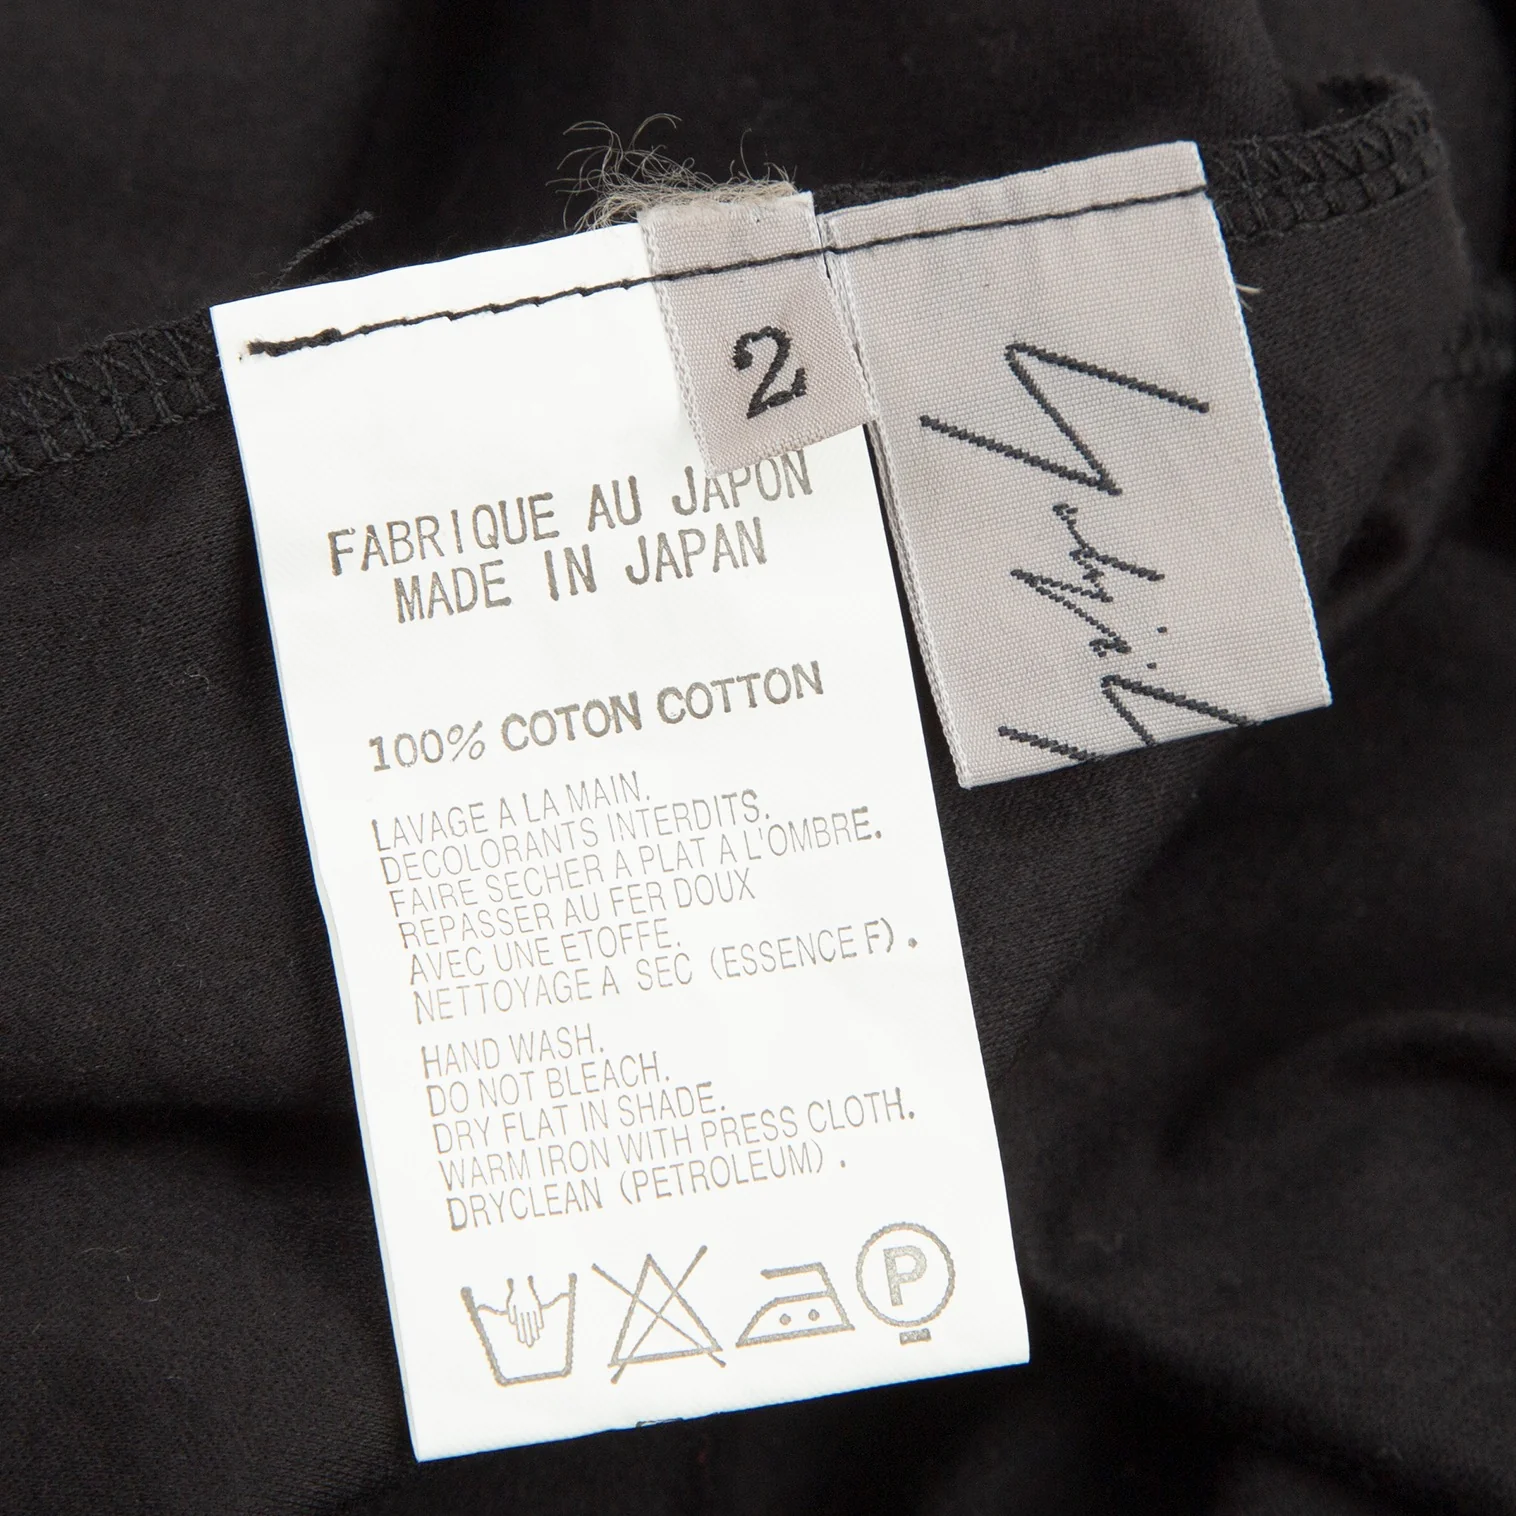 2
FABRIQUE AU JAPON
MADE IN JAPAN
100% COTON COTTON
LAVAGE A LA MAIN.
DECOLORANTS INTERDITS.
FAIRE SECHER A PLAT A L'OMBRE.
REPASSER AU FER DOUX
AVEC UNE ETOFFE.
NETTOYAGE A SEC (ESSENCE F).
HAND WASH.
DO NOT BLEACH.
DRY FLAT IN SHADE.
WARM IRON WITH PRESS CLOTH.
DRYCLEAN (PETROLEUM).
P